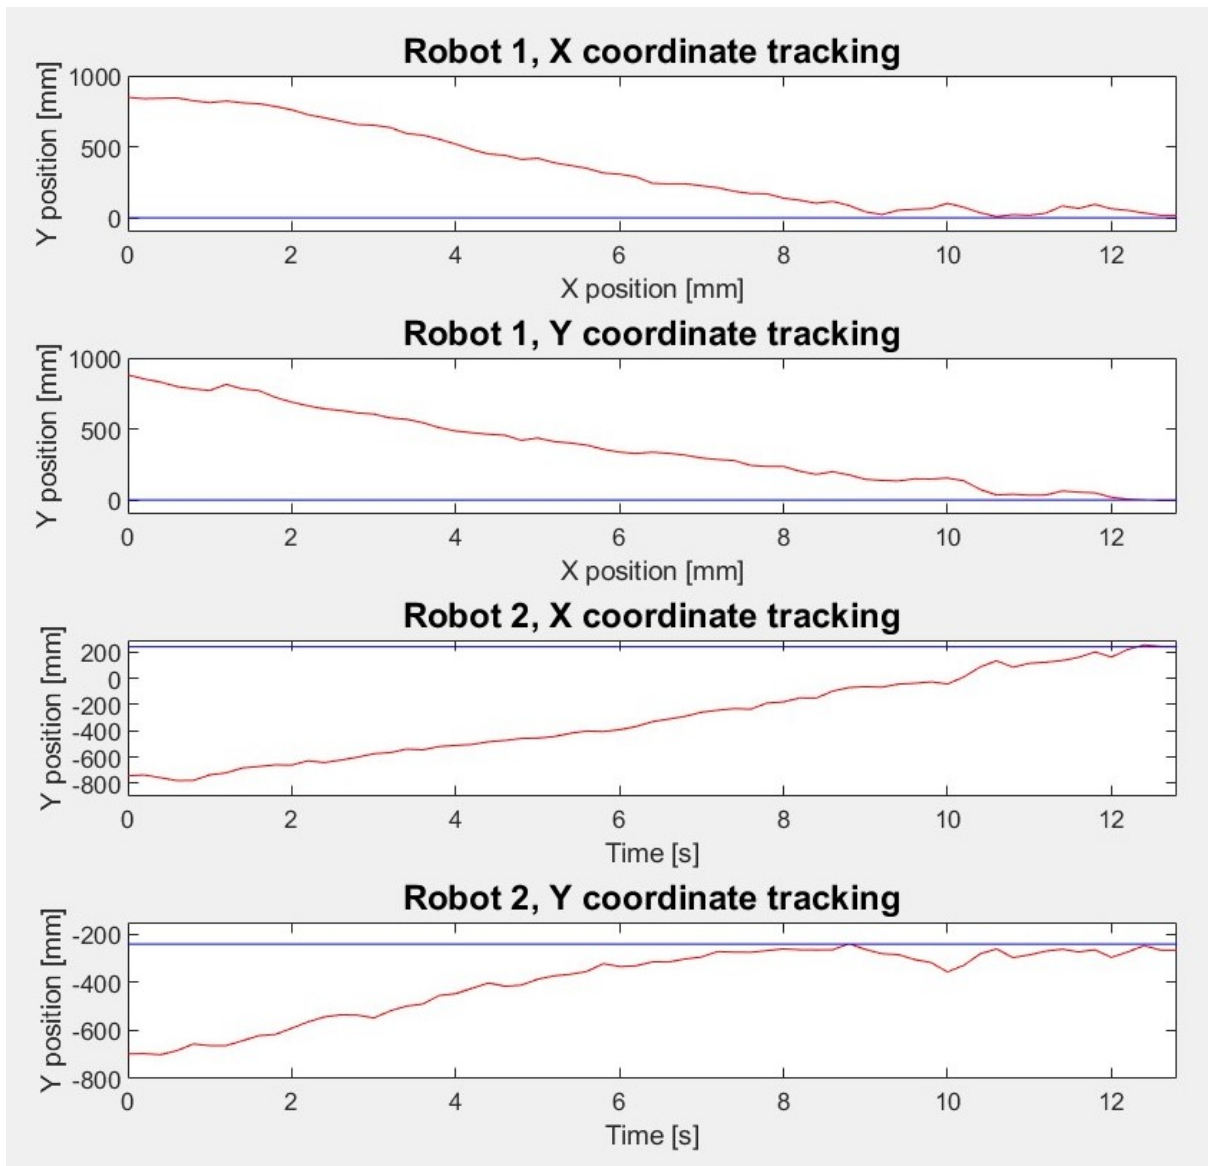 Robot 1, X coordinate tracking
Y position [mm]
1000
500
0
0 2 4 6 8 10 12
X position [mm]
Robot 1, Y coordinate tracking
Y position [mm]
1000
500
0
0 2 4 6 8 10 12
X position [mm]
Robot 2, X coordinate tracking
Y position [mm]
200
0
-200
-400
-600
-800
0 2 4 6 8 10 12
Time [s]
Robot 2, Y coordinate tracking
Y position [mm]
-200
-400
-600
-800
0 2 4 6 8 10 12
Time [s]